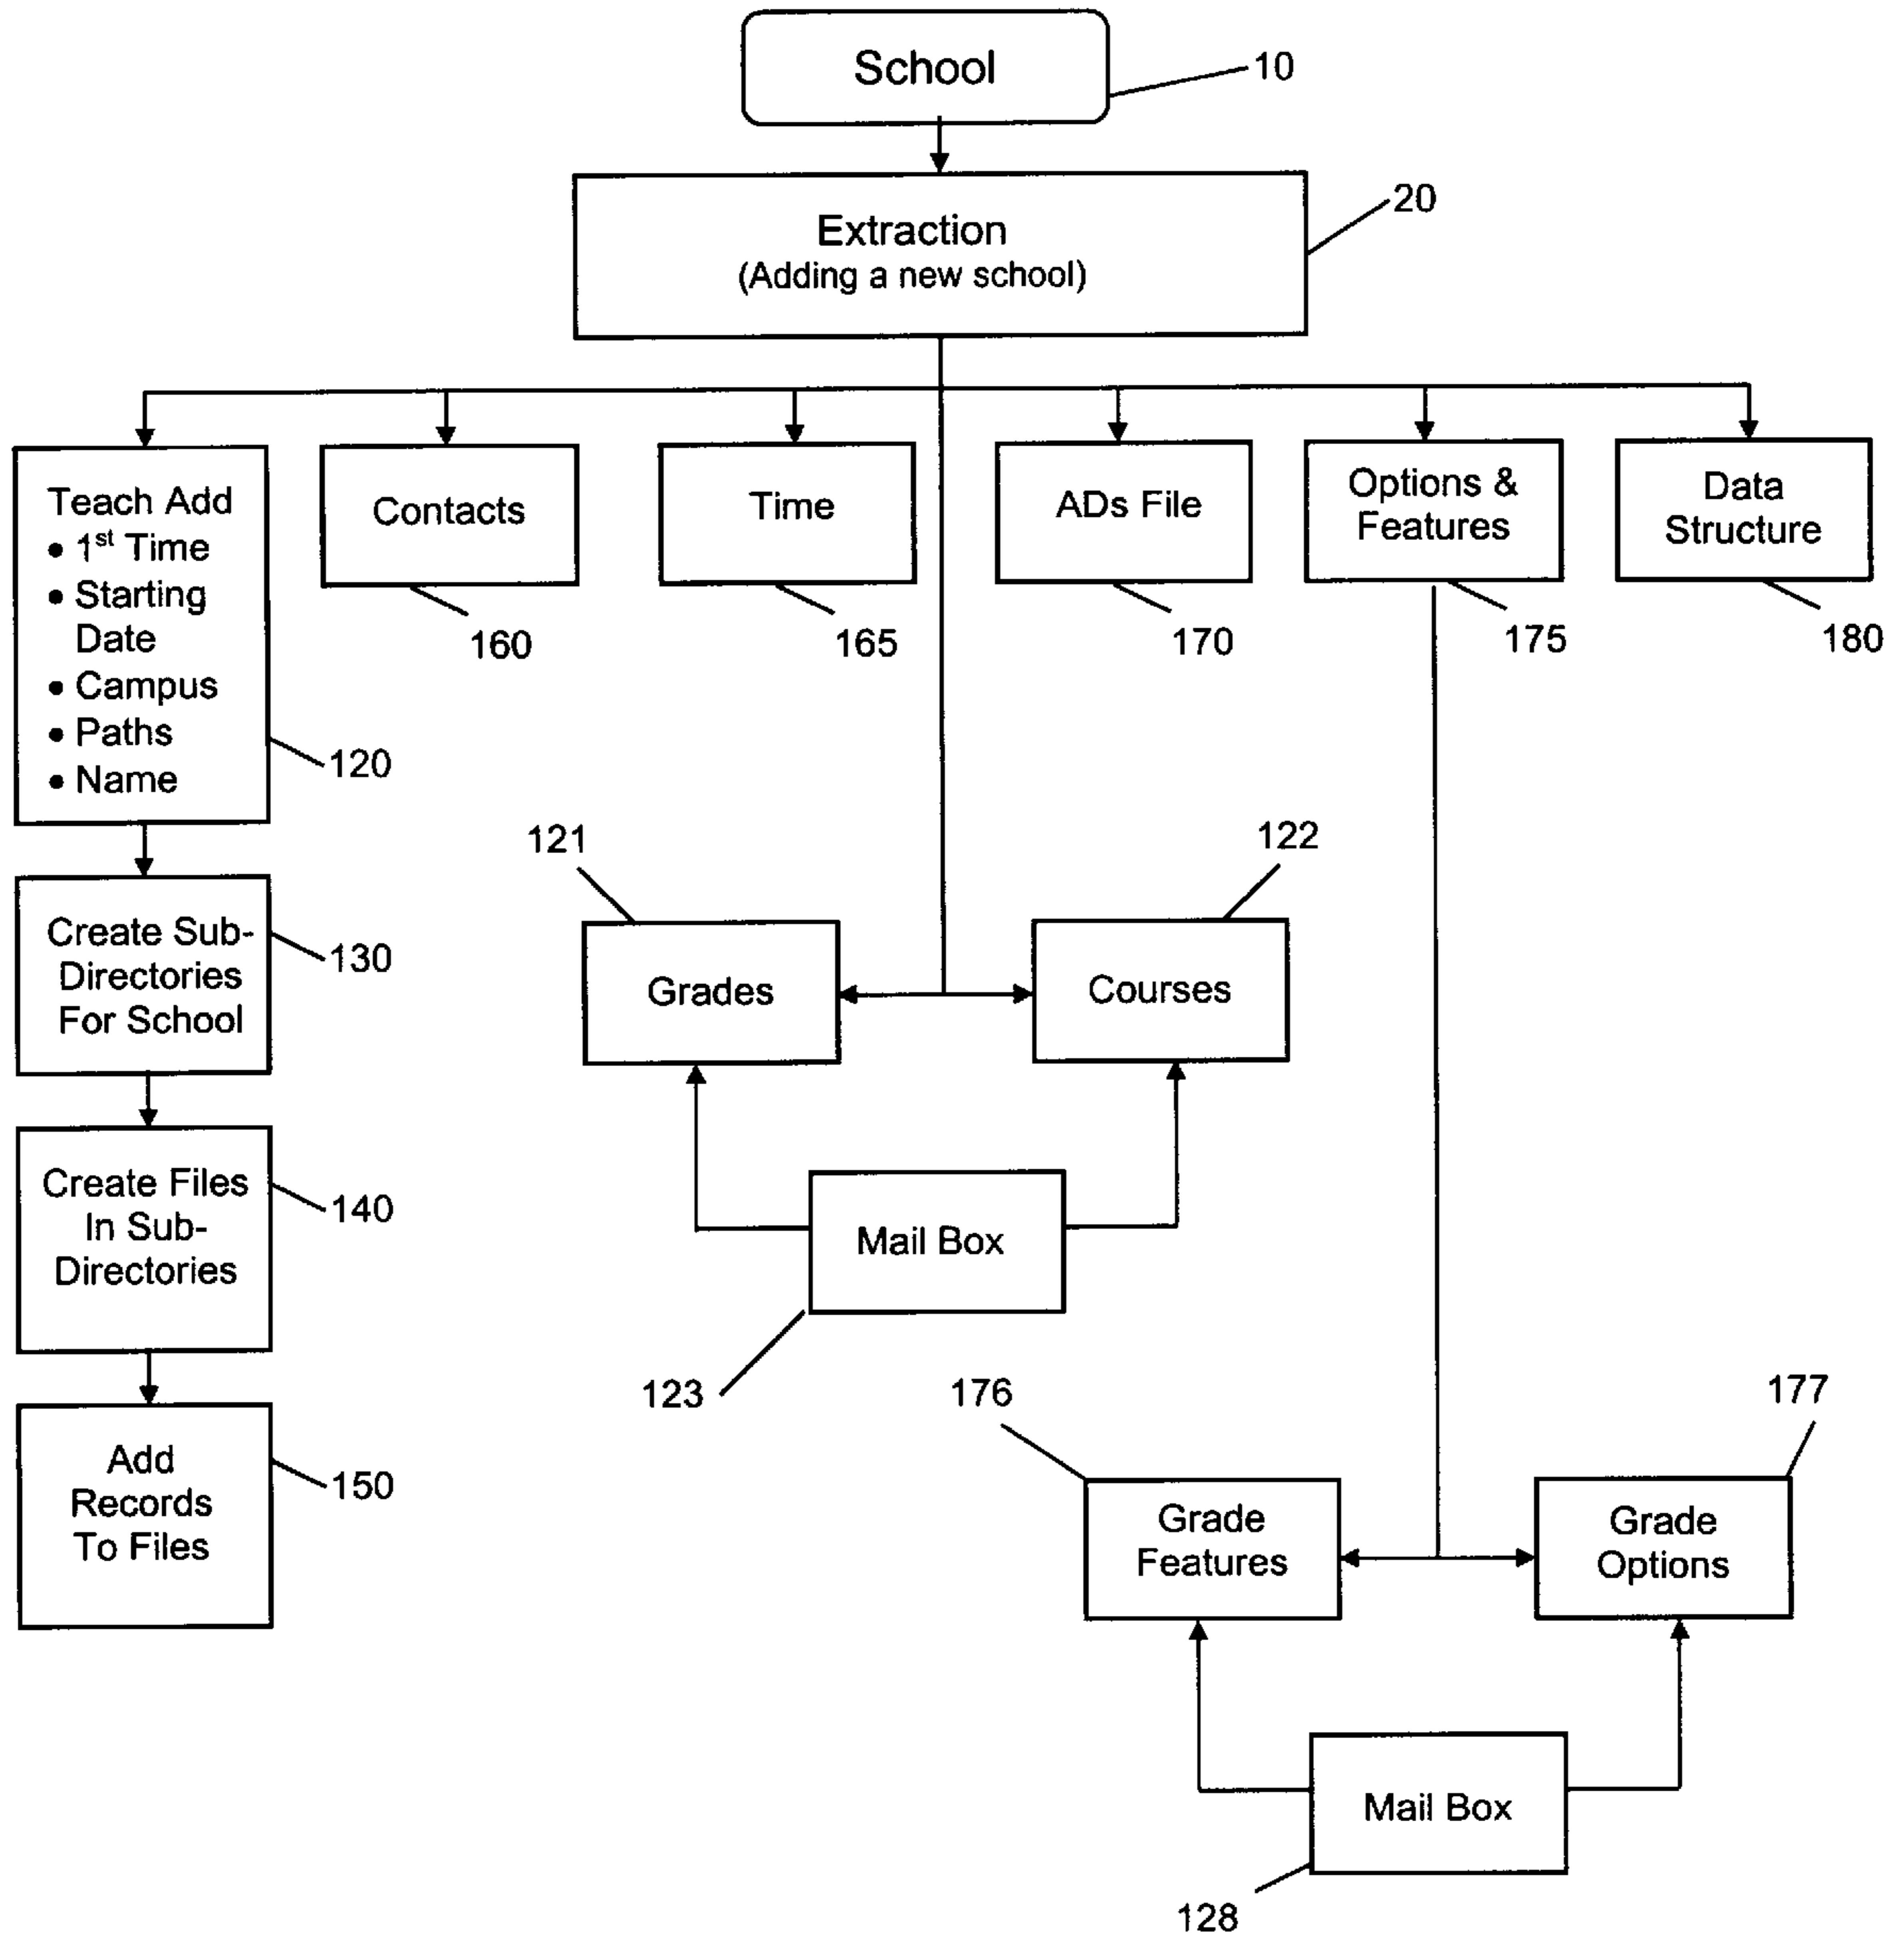 School
10
Extraction
(Adding a new school)
20
Teach Add
• 1st Time
• Starting
Date
• Campus
• Paths
• Name
120
Contacts
160
Time
165
ADs File
170
Options &
Features
175
Data
Structure
180
121
122
Create Sub-
Directories
For School
130
Grades
Courses
Create Files
In Sub-
Directories
140
Mail Box
123
176
177
Add
Records
To Files
150
Grade
Features
Grade
Options
Mail Box
128